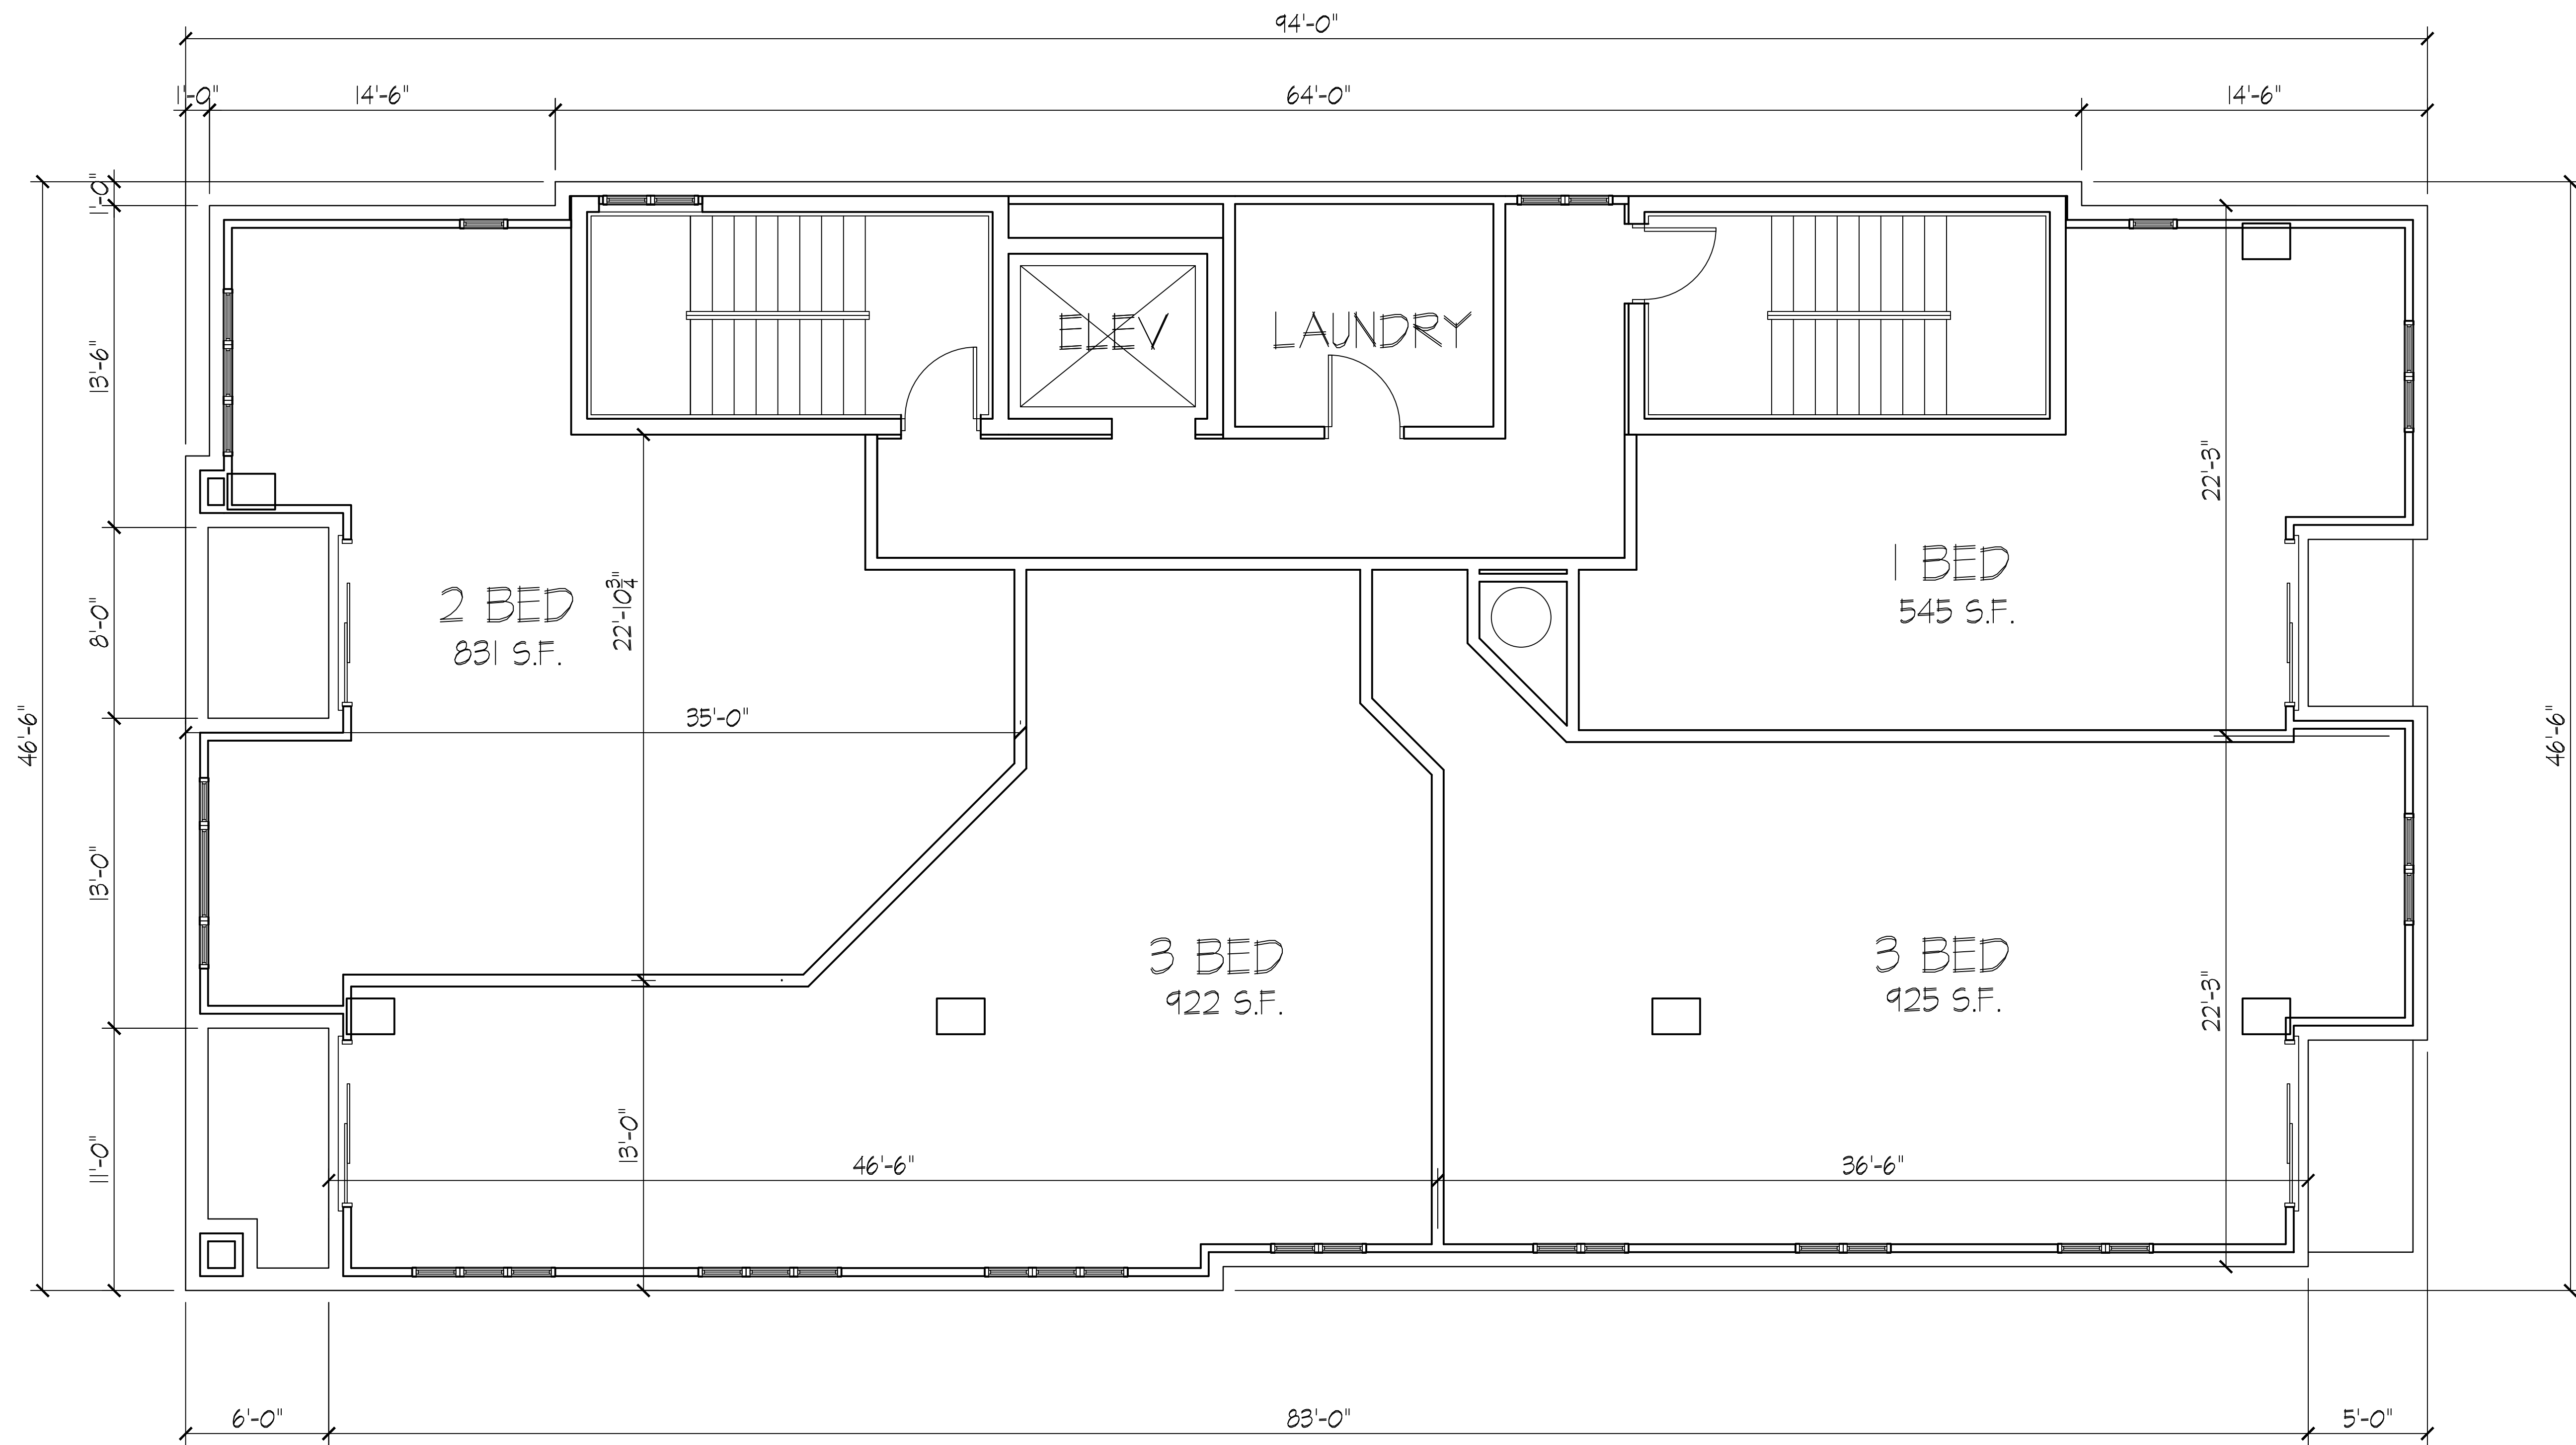 94'-0"
1'-0"
14'-6"
64'-0"
14'-6"
1'-0"
ELEV
LAUNDRY
13'-6"
22'-3"
1 BED
545 S.F.
2 BED
831 S.F.
22'-10 3/4"
8'-0"
35'-0"
46'-6"
46'-6"
13'-0"
3 BED
922 S.F.
3 BED
925 S.F.
22'-3"
13'-0"
11'-0"
46'-6"
36'-6"
6'-0"
83'-0"
5'-0"